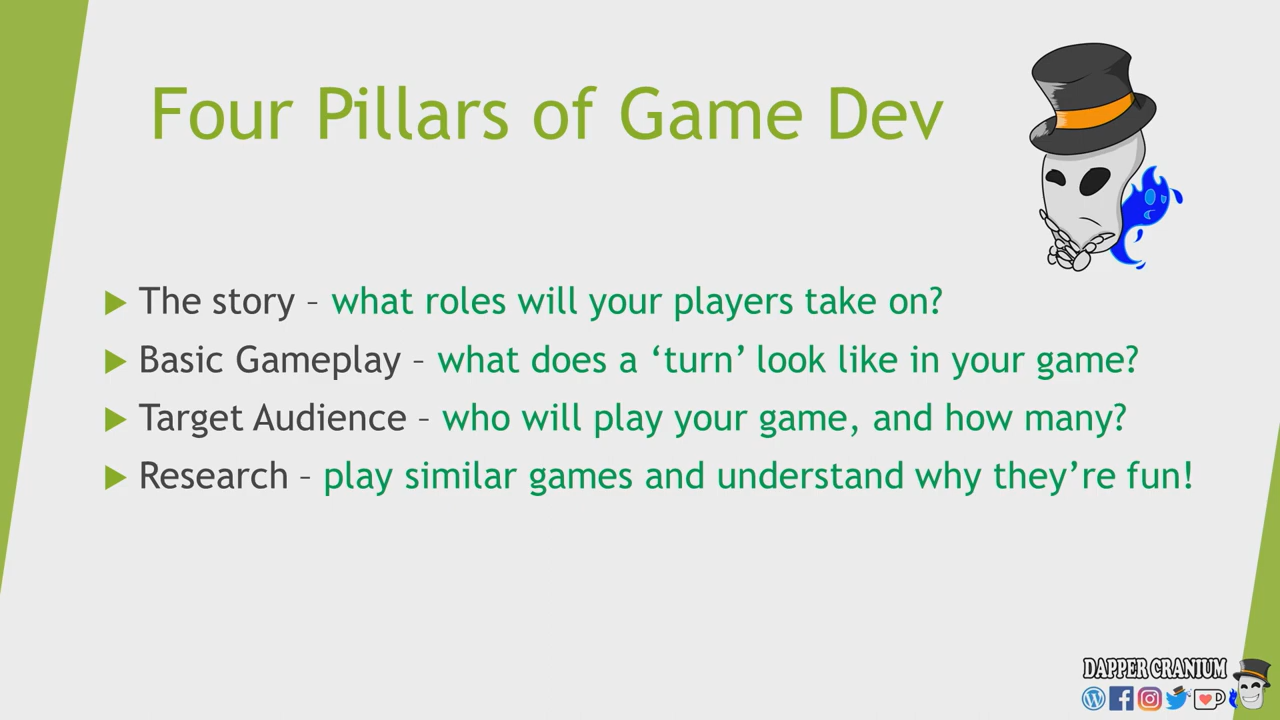 Four Pillars of Game Dev
The story – what roles will your players take on?
Basic Gameplay – what does a ‘turn’ look like in your game?
Target Audience – who will play your game, and how many?
Research – play similar games and understand why they’re fun!
DAPPER CRANIUM